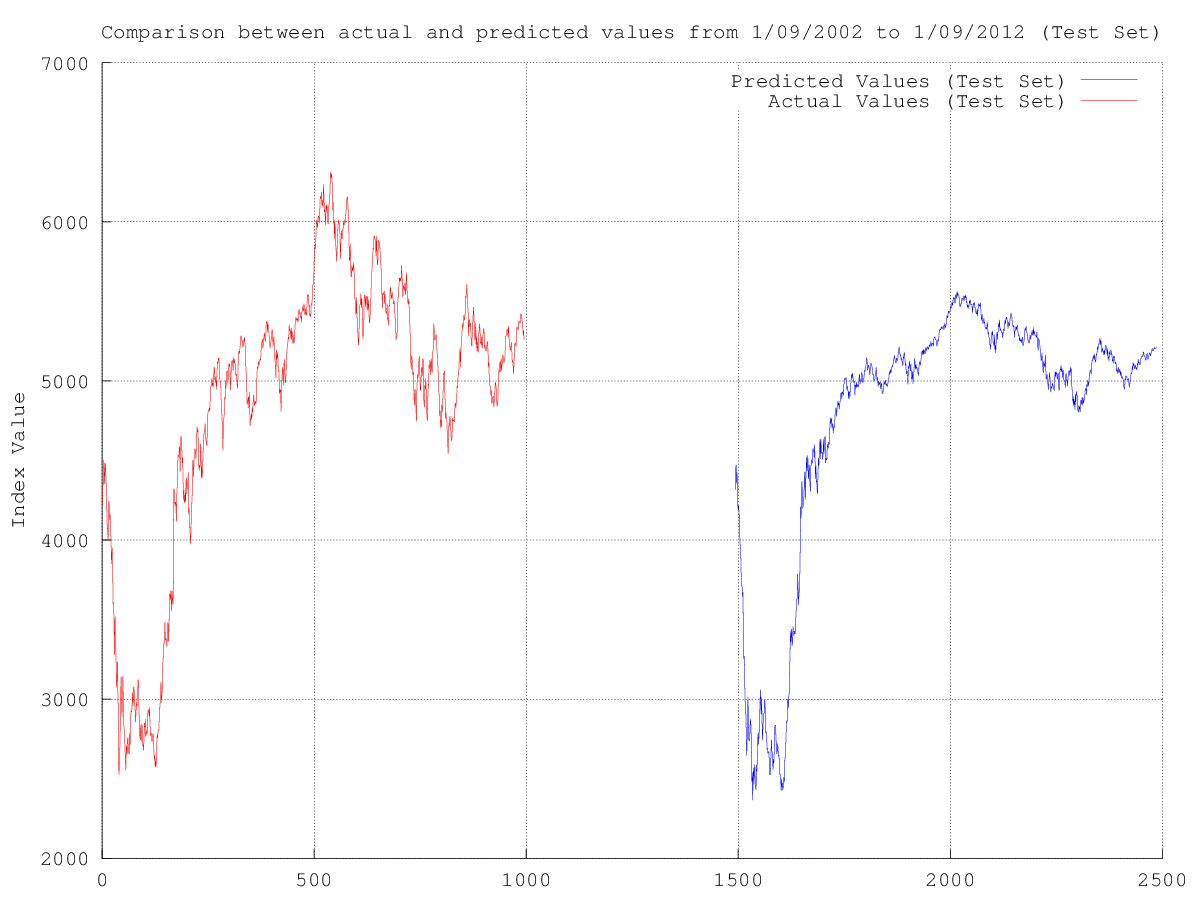 Comparison between actual and predicted values from 1/09/2002 to 1/09/2012 (Test Set)
7000
Predicted Values (Test Set)
Actual Values (Test Set)
6000
5000
Index Value
4000
3000
2000
0 500 1000 1500 2000 2500